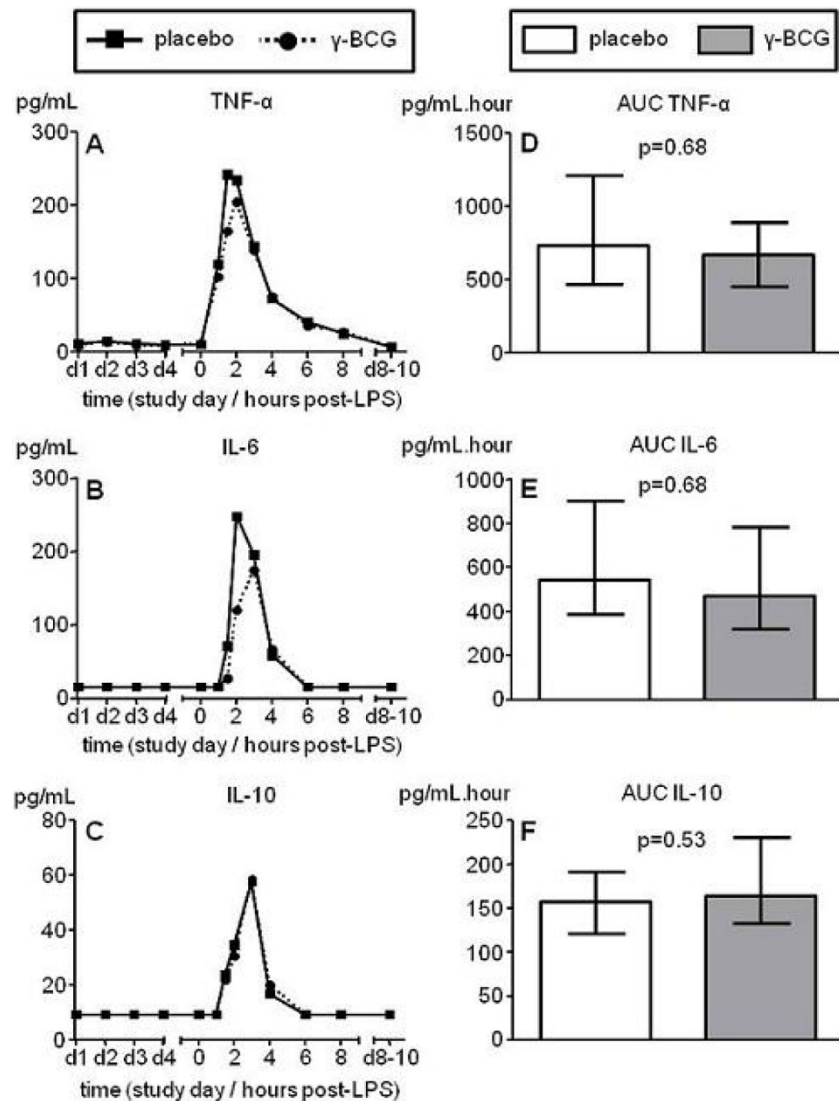 placebo γ-BCG
placebo γ-BCG
pg/mL TNF-α
A
300
200
100
0
d1 d2 d3 d4 0 2 4 6 8 d8-10
time (study day / hours post-LPS)
pg/mL.hour AUC TNF-α
D p=0.68
1500
1000
500
0
pg/mL IL-6
B
300
200
100
0
d1 d2 d3 d4 0 2 4 6 8 d8-10
time (study day / hours post-LPS)
pg/mL.hour AUC IL-6
E p=0.68
1000
800
600
400
200
0
pg/mL IL-10
C
80
60
40
20
0
d1 d2 d3 d4 0 2 4 6 8 d8-10
time (study day / hours post-LPS)
pg/mL.hour AUC IL-10
F p=0.53
250
200
150
100
50
0